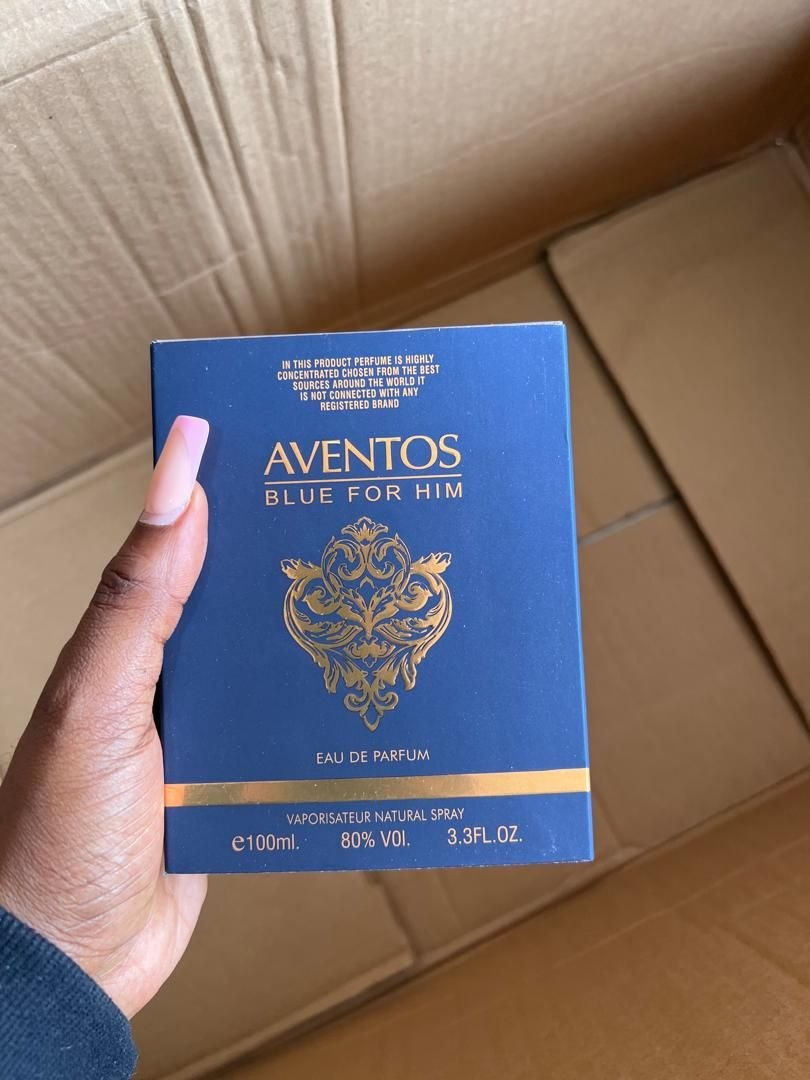 IN THIS PRODUCT PERFUME IS HIGHLY
CONCENTRATED CHOSEN FROM THE BEST
SOURCES AROUND THE WORLD IT
IS NOT CONNECTED WITH ANY
REGISTERED BRAND
AVENTOS
BLUE FOR HIM
EAU DE PARFUM
VAPORISATEUR NATURAL SPRAY
e100ml. 80% VOl. 3.3FL.OZ.